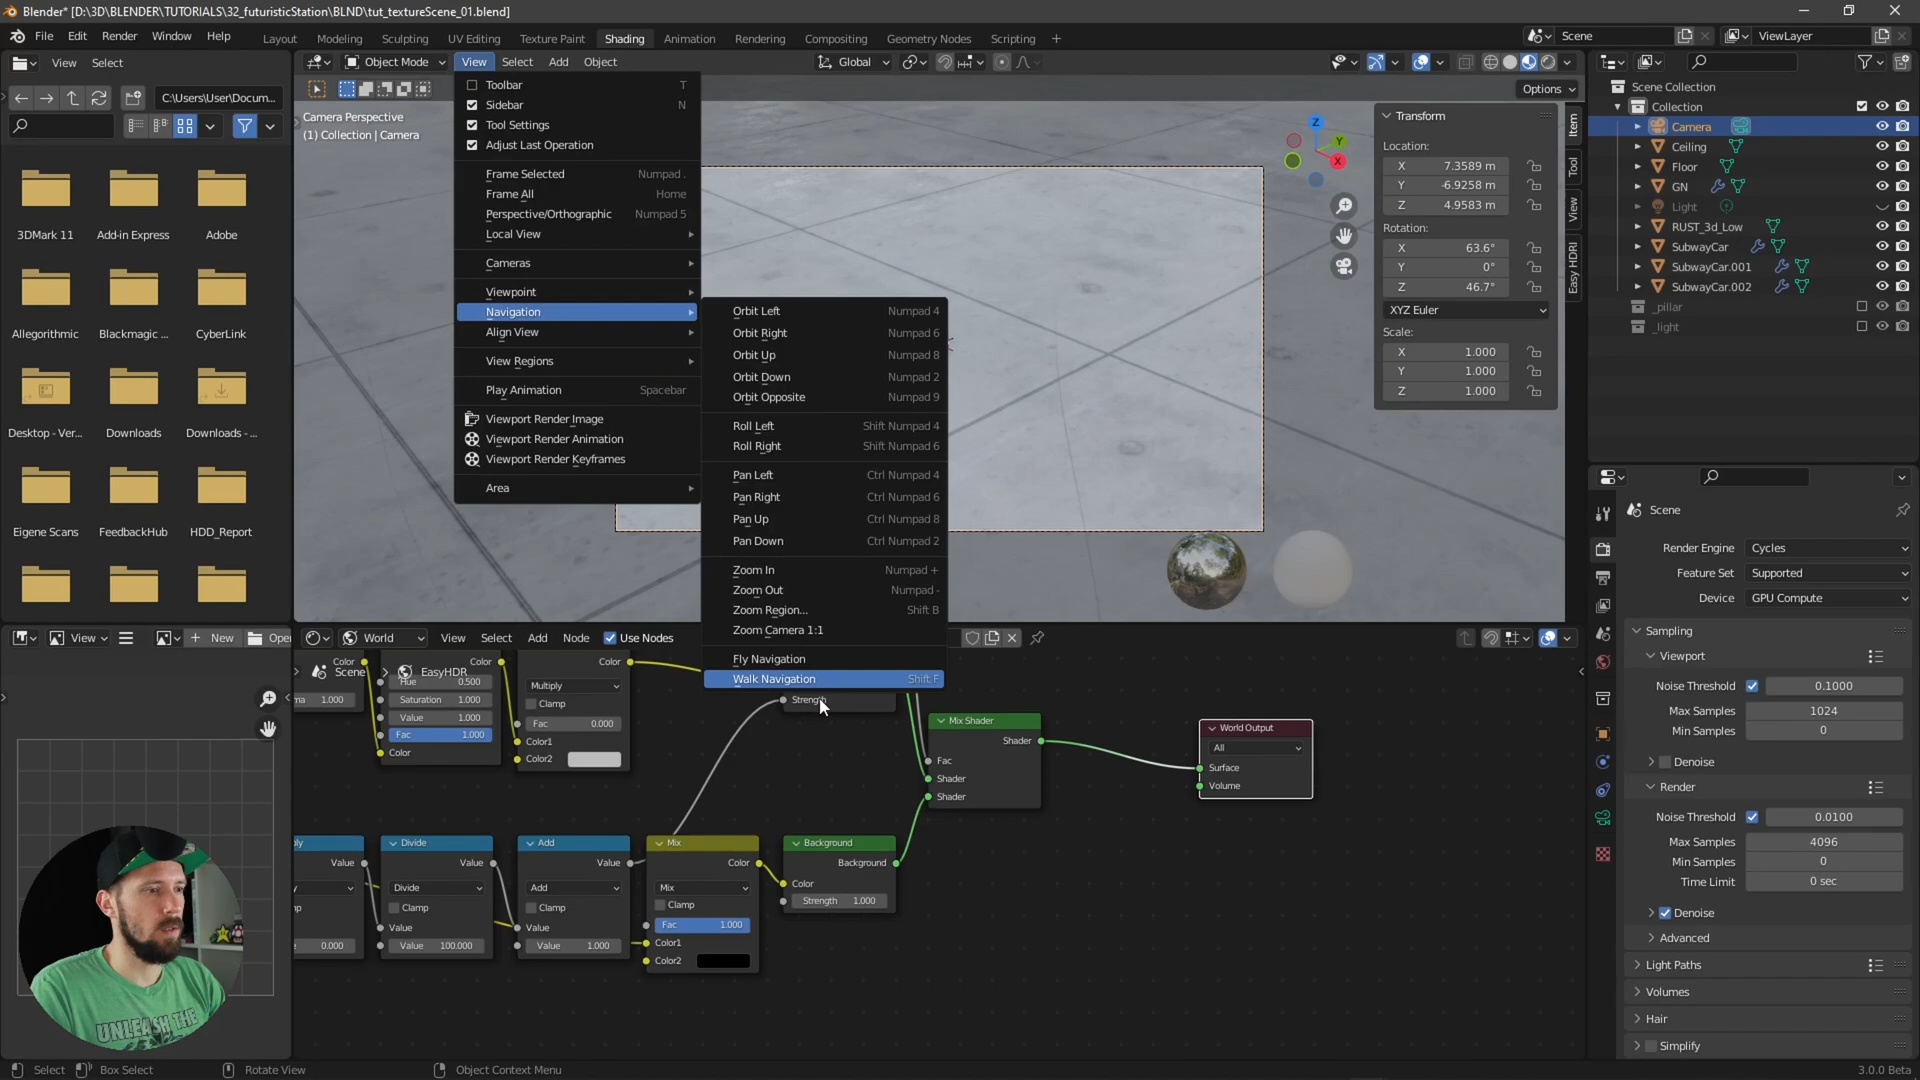 Blender* [D:\3D\BLENDER\TUTORIALS\32_futuristicStation\BLND\tut_textureScene_01.blend]
File Edit Render Window Help
Layout Modeling Sculpting UV Editing Texture Paint Shading Animation Rendering Compositing Geometry Nodes Scripting +
Scene
ViewLayer
View Select
C:\Users\User\Docum...
3DMark 11
Add-in Express
Adobe
Allegorithmic
Blackmagic ...
CyberLink
Desktop - Ver...
Downloads
Downloads - ...
Eigene Scans
FeedbackHub
HDD_Report
Object Mode
View Select Add Object
Global
Options
Camera Perspective
(1) Collection | Camera
Toolbar T
Sidebar N
Tool Settings
Adjust Last Operation
Frame Selected Numpad .
Frame All Home
Perspective/Orthographic Numpad 5
Local View
Cameras
Viewpoint
Navigation
Align View
View Regions
Play Animation Spacebar
Viewport Render Image
Viewport Render Animation
Viewport Render Keyframes
Area
Orbit Left Numpad 4
Orbit Right Numpad 6
Orbit Up Numpad 8
Orbit Down Numpad 2
Orbit Opposite Numpad 9
Roll Left Shift Numpad 4
Roll Right Shift Numpad 6
Pan Left Ctrl Numpad 4
Pan Right Ctrl Numpad 6
Pan Up Ctrl Numpad 8
Pan Down Ctrl Numpad 2
Zoom In Numpad +
Zoom Out Numpad -
Zoom Region... Shift B
Zoom Camera 1:1
Fly Navigation
Walk Navigation Shift F
Z
Y
X
Transform
Location:
X 7.3589 m
Y -6.9258 m
Z 4.9583 m
Rotation:
X 63.6°
Y 0°
Z 46.7°
XYZ Euler
Scale:
X 1.000
Y 1.000
Z 1.000
Item
Tool
View
Easy HDRI
Scene Collection
Collection
Camera
Ceiling
Floor
GN
Light
RUST_3d_Low
SubwayCar
SubwayCar.001
SubwayCar.002
_pillar
_light
Scene
Render Engine Cycles
Feature Set Supported
Device GPU Compute
Sampling
Viewport
Noise Threshold 0.1000
Max Samples 1024
Min Samples 0
Denoise
Render
Noise Threshold 0.0100
Max Samples 4096
Min Samples 0
Time Limit 0 sec
Denoise
Advanced
Light Paths
Volumes
Hair
Simplify
View
New
Open
World
View Select Add Node Use Nodes
Scene
EasyHDR
Color
1.000
Color
Hue 0.500
Saturation 1.000
Value 1.000
Fac 1.000
Color
Color
Multiply
Clamp
Fac 0.000
Color1
Color2
Strength
Mix Shader
Shader
Fac
Shader
Shader
World Output
All
Surface
Volume
Value
0.000
Divide
Value
Divide
Clamp
Value
Value 100.000
Add
Value
Add
Clamp
Value
Value 1.000
Mix
Color
Mix
Clamp
Fac 1.000
Color1
Color2
Background
Background
Color
Strength 1.000
UNLEASH THE
Select Box Select Rotate View Object Context Menu
3.0.0 Beta